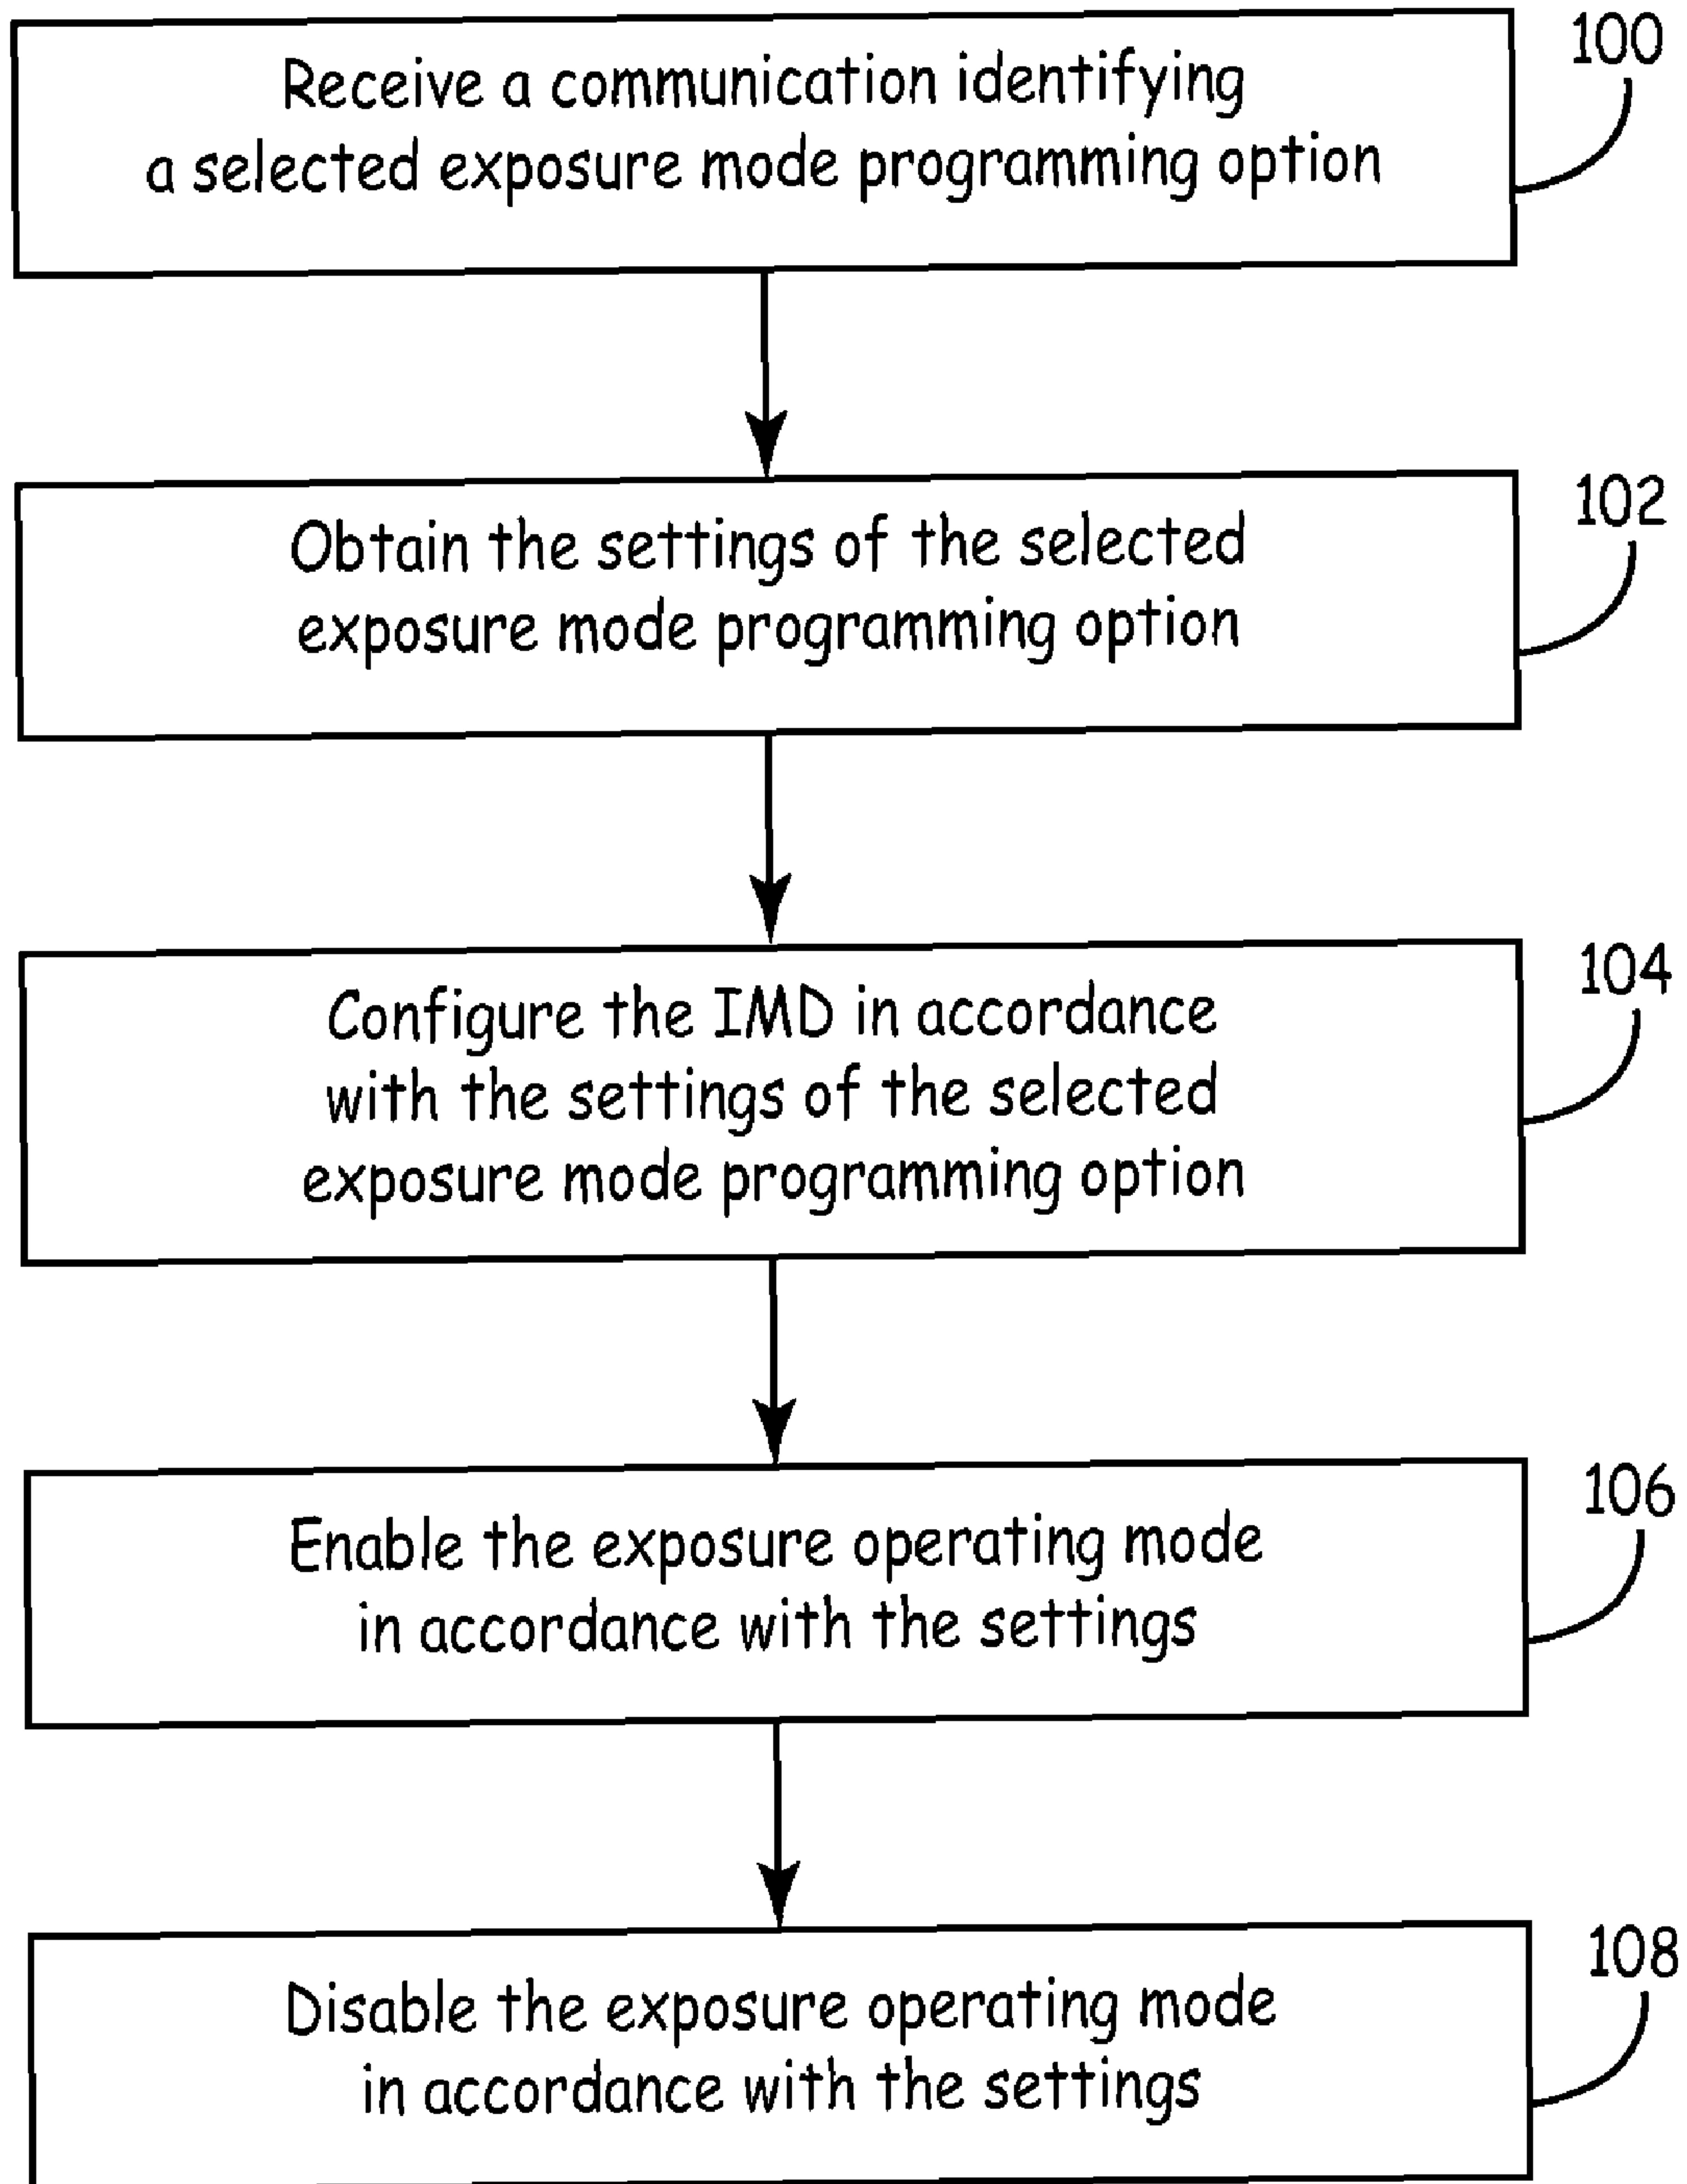 Receive a communication identifying
a selected exposure mode programming option
100
Obtain the settings of the selected
exposure mode programming option
102
Configure the IMD in accordance
with the settings of the selected
exposure mode programming option
104
Enable the exposure operating mode
in accordance with the settings
106
Disable the exposure operating mode
in accordance with the settings
108